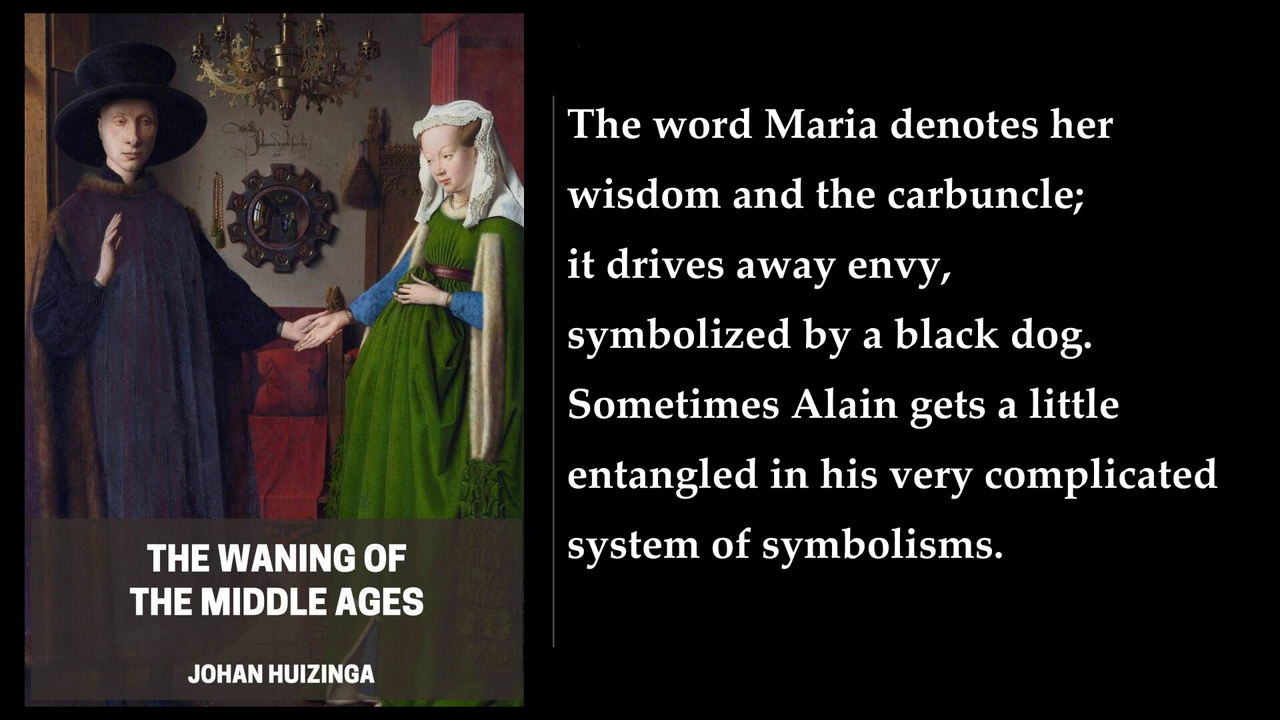 THE WANING OF
THE MIDDLE AGES
JOHAN HUIZINGA
The word Maria denotes her
wisdom and the carbuncle;
it drives away envy,
symbolized by a black dog.
Sometimes Alain gets a little
entangled in his very complicated
system of symbolisms.